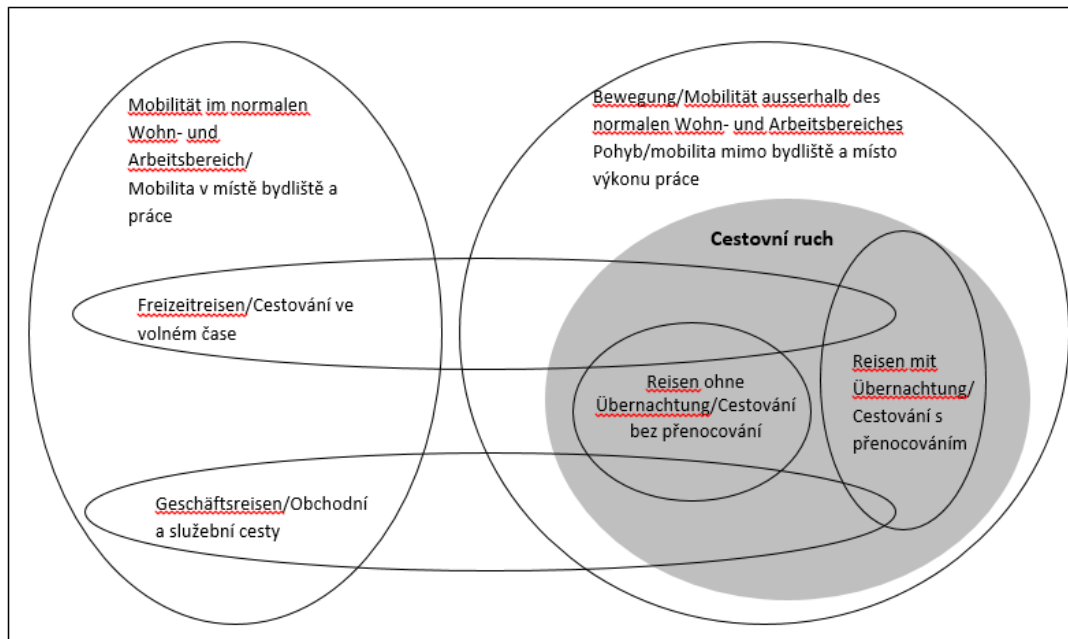 Mobilität im normalen
Wohn- und
Arbeitsbereich/
Mobilita v místě bydliště a
práce
Bewegung/Mobilität ausserhalb des
normalen Wohn- und Arbeitsbereiches
Pohyb/mobilita mimo bydliště a místo
výkonu práce
Cestovní ruch
Freizeitreisen/Cestování ve
volném čase
Reisen ohne
Übernachtung/Cestování
bez přenocování
Reisen mit
Übernachtung/
Cestování s
přenocováním
Geschäftsreisen/Obchodní
a služební cesty